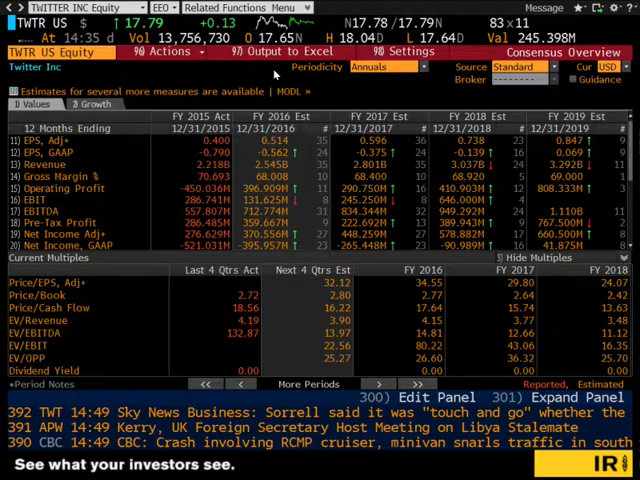 TWITTER INC Equity EEO Related Functions Menu Message
TWTR US $ 17.79 +0.13 N17.78 / 17.79N 83 x 11
At 14:35 d Vol 13,756,730 O 17.65N H 18.04D L 17.64D Val 245.398M
TWTR US Equity 96) Actions 97) Output to Excel 98) Settings Consensus Overview
Twitter Inc Periodicity Annuals Source Standard Cur USD
Broker Guidance
Estimates for several more measures are available | MODL »
1) Values 2) Growth
FY 2015 Act FY 2016 Est FY 2017 Est FY 2018 Est FY 2019 Est
12 Months Ending 12/31/2015 12/31/2016 # 12/31/2017 # 12/31/2018 # 12/31/2019 #
11) EPS, Adj+ 0.400 0.514 35 0.596 36 0.738 23 0.847 ↑ 9
12) EPS, GAAP -0.790 -0.562 ↑ 24 -0.375 ↑ 24 -0.139 ↑ 16 0.069 ↑ 9
13) Revenue 2.218B 2.545B 35 2.801B 35 3.037B ↓ 24 3.292B ↓ 11
14) Gross Margin % 70.693 68.008 10 68.400 10 68.920 5 69.000 1
15) Operating Profit -450.036M 396.909M ↑ 11 290.750M ↑ 16 410.903M ↑ 12 808.333M ↑ 3
16) EBIT 286.741M 131.625M ↓ 8 245.250M ↓ 8 646.000M ↑ 4
17) EBITDA 557.807M 712.774M 31 834.344M 32 949.292M 24 1.110B 9
18) Pre-Tax Profit 286.485M 359.667M 9 222.692M ↑ 13 389.943M ↑ 9 767.500M ↓ 2
19) Net Income Adj+ 276.629M 370.556M ↑ 27 448.259M 27 581.882M 17 660.500M ↑ 8
20) Net Income, GAAP -521.031M -395.957M ↑ 23 -265.448M ↑ 21 -90.989M ↑ 16 41.875M 8
Current Multiples 5) Hide Multiples
Last 4 Qtrs Act Next 4 Qtrs Est FY 2016 FY 2017 FY 2018
Price/EPS, Adj+ 32.12 34.55 29.80 24.07
Price/Book 2.72 2.80 2.77 2.64 2.42
Price/Cash Flow 18.56 16.22 17.64 15.74 13.63
EV/Revenue 4.19 3.90 4.15 3.77 3.48
EV/EBITDA 132.87 13.97 14.81 12.66 11.12
EV/EBIT 22.56 80.22 43.06 16.35
EV/OPP 25.27 26.60 36.32 25.70
Dividend Yield 0.00 0.00 0.00 0.00
Period Notes << < More Periods > >> Reported, Estimated
300) Edit Panel 301) Expand Panel
392 TWT 14:49 Sky News Business: Sorrell said it was "touch and go" whether the
391 APW 14:49 Kerry, UK Foreign Secretary Host Meeting on Libya Stalemate
390 CBC 14:49 CBC: Crash involving RCMP cruiser, minivan snarls traffic in south
See what your investors see. IR